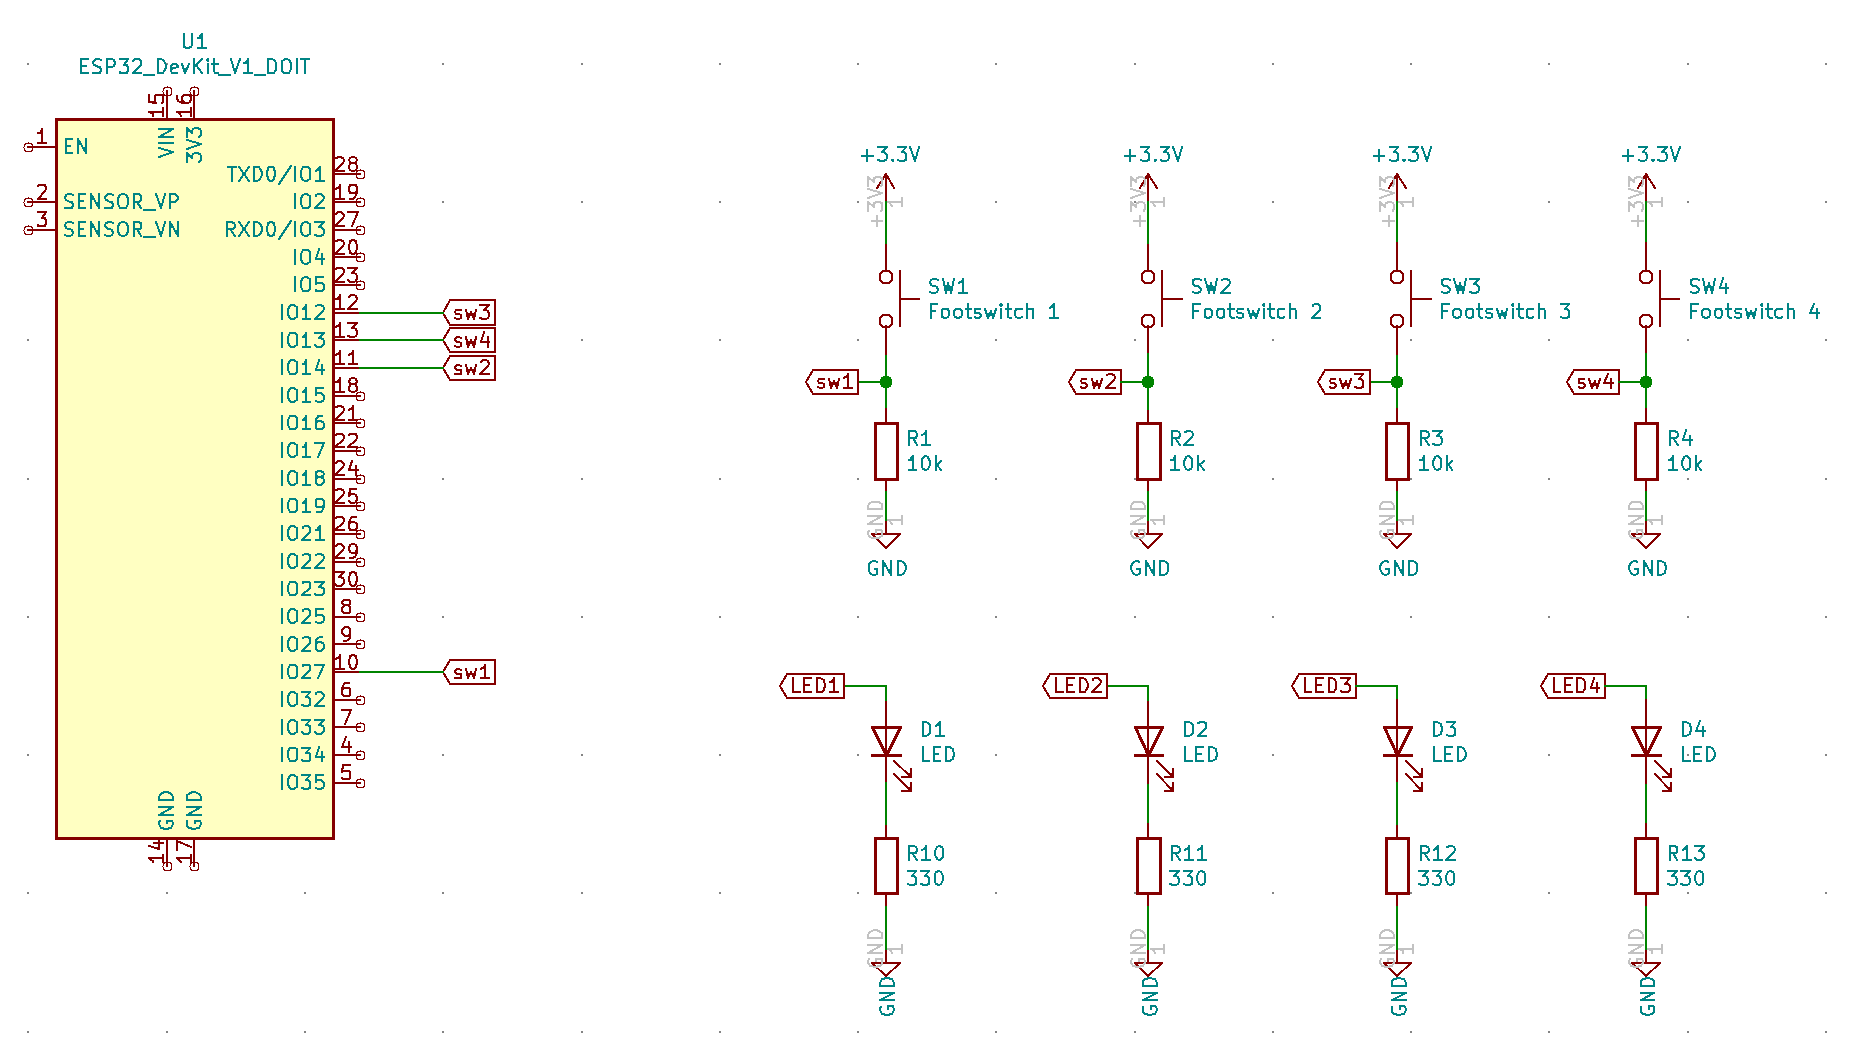 U1
ESP32_DevKit_V1_DOIT
15 16
VIN 3V3
1 EN
2 SENSOR_VP
3 SENSOR_VN
TXD0/IO1 28
IO2 19
RXD0/IO3 27
IO4 20
IO5 23
IO12 12 sw3
IO13 13 sw4
IO14 11 sw2
IO15 18
IO16 21
IO17 22
IO18 24
IO19 25
IO21 26
IO22 29
IO23 30
IO25 8
IO26 9
IO27 10 sw1
IO32 6
IO33 7
IO34 4
IO35 5
GND GND
14 17
+3.3V +3.3V +3.3V +3.3V
+3V3 1 +3V3 1 +3V3 1 +3V3 1
SW1 SW2 SW3 SW4
Footswitch 1 Footswitch 2 Footswitch 3 Footswitch 4
sw1 sw2 sw3 sw4
R1 R2 R3 R4
10k 10k 10k 10k
GND 1 GND 1 GND 1 GND 1
GND GND GND GND
LED1 LED2 LED3 LED4
D1 D2 D3 D4
LED LED LED LED
R10 R11 R12 R13
330 330 330 330
GND 1 GND 1 GND 1 GND 1
GND GND GND GND